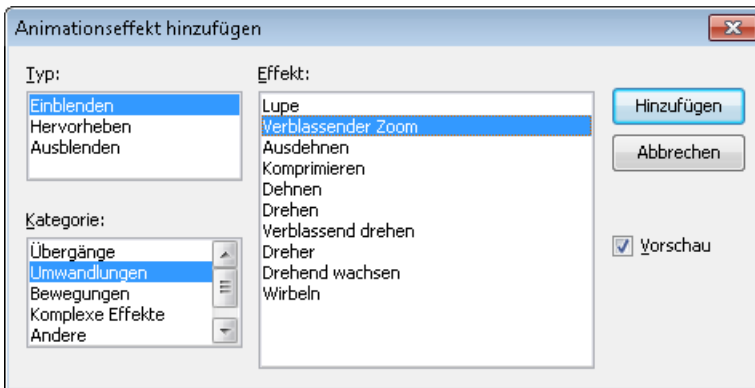 Animationseffekt hinzufügen
Typ:
Einblenden
Hervorheben
Ausblenden
Kategorie:
Übergänge
Umwandlungen
Bewegungen
Komplexe Effekte
Andere
Effekt:
Lupe
Verblassender Zoom
Ausdehnen
Komprimieren
Dehnen
Drehen
Verblassend drehen
Dreher
Drehend wachsen
Wirbeln
Hinzufügen
Abbrechen
Vorschau